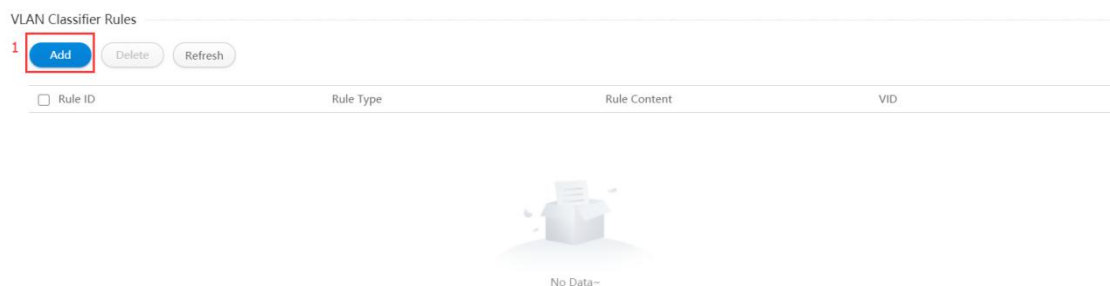 VLAN Classifier Rules
1 Add Delete Refresh
Rule ID Rule Type Rule Content VID
No Data~